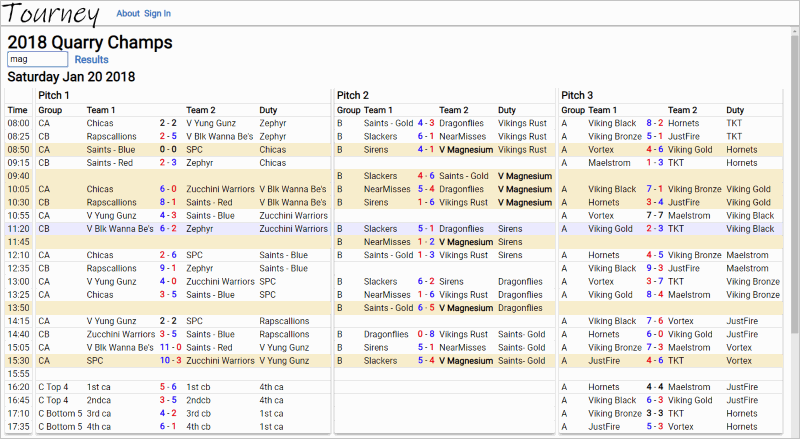 Tourney About Sign In
2018 Quarry Champs
mag Results
Saturday Jan 20 2018
Pitch 1 Pitch 2 Pitch 3
Time Group Team 1 Team 2 Duty Group Team 1 Team 2 Duty Group Team 1 Team 2 Duty
08:00 CA Chicas 2 - 2 V Yung Gunz Zephyr B Saints - Gold 4 - 3 Dragonflies Vikings Rust A Viking Black 8 - 2 Hornets TKT
08:25 CB Rapscallions 2 - 5 V Blk Wanna Be's Zephyr B Slackers 6 - 1 NearMisses Vikings Rust A Viking Bronze 5 - 1 JustFire TKT
08:50 CA Saints - Blue 0 - 0 SPC Chicas B Sirens 4 - 1 V Magnesium Vikings Rust A Vortex 4 - 6 Viking Gold Hornets
09:15 CA Saints - Red 2 - 3 Zephyr Chicas A Maelstrom 1 - 3 TKT Hornets
09:40 B Slackers 4 - 6 Saints - Gold V Magnesium
10:05 CA Chicas 6 - 0 Zucchini Warriors V Blk Wanna Be's B NearMisses 5 - 4 Dragonflies V Magnesium A Viking Black 7 - 1 Viking Bronze Viking Gold
10:30 CB Rapscallions 8 - 1 Saints - Red V Blk Wanna Be's B Sirens 1 - 6 Vikings Rust V Magnesium A Hornets 3 - 4 JustFire Viking Gold
10:55 CA V Yung Gunz 4 - 3 Saints - Blue Zucchini Warriors A Vortex 7 - 7 Maelstrom Viking Black
11:20 CB V Blk Wanna Be's 6 - 2 Zephyr Zucchini Warriors B Slackers 5 - 1 Dragonflies Sirens A Viking Gold 2 - 3 TKT Viking Black
11:45 B NearMisses 1 - 2 V Magnesium Sirens
12:10 CA Chicas 2 - 6 SPC Saints - Blue B Saints - Gold 1 - 3 Vikings Rust Sirens A Hornets 4 - 5 Viking Bronze Maelstrom
12:35 CB Rapscallions 9 - 1 Zephyr Saints - Blue A Viking Black 9 - 3 JustFire Maelstrom
13:00 CA V Yung Gunz 4 - 0 Zucchini Warriors SPC B Slackers 6 - 2 Sirens Dragonflies A Vortex 3 - 7 TKT Viking Bronze
13:25 CA Chicas 3 - 5 Saints - Blue SPC B NearMisses 1 - 6 Vikings Rust Dragonflies A Viking Gold 8 - 4 Maelstrom Viking Bronze
13:50 B Saints - Gold 6 - 5 V Magnesium Dragonflies
14:15 CA V Yung Gunz 2 - 2 SPC Rapscallions A Viking Black 7 - 6 Vortex JustFire
14:40 CB Zucchini Warriors 3 - 5 Saints - Blue Rapscallions B Dragonflies 0 - 8 Vikings Rust Saints- Gold A Hornets 6 - 0 Viking Gold JustFire
15:05 CA V Blk Wanna Be's 11 - 0 Saints - Red V Yung Gunz B Sirens 5 - 1 NearMisses Saints- Gold A Viking Bronze 7 - 3 Maelstrom Vortex
15:30 CA SPC 10 - 3 Zucchini Warriors V Yung Gunz B Slackers 5 - 4 V Magnesium Saints- Gold A JustFire 4 - 6 TKT Vortex
15:55
16:20 C Top 4 1st ca 5 - 6 1st cb 4th ca A Hornets 4 - 4 Maelstrom JustFire
16:45 C Top 4 2ndca 3 - 5 2ndcb 4th ca A Viking Black 6 - 3 Viking Gold JustFire
17:10 C Bottom 5 3rd ca 4 - 2 3rd cb 1st ca A Viking Bronze 3 - 3 TKT Vortex
17:35 C Bottom 5 4th ca 6 - 1 4th cb 1st ca A JustFire 5 - 3 Vortex Hornets